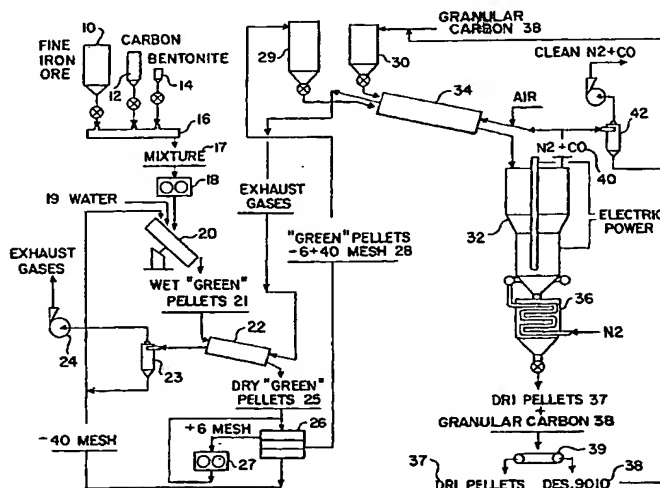 10
FINE
IRON
ORE
CARBON
12
BENTONITE
14
16
MIXTURE 17
18
19 WATER
20
WET "GREEN"
PELLETS 21
EXHAUST
GASES
24
23
22
DRY "GREEN"
PELLETS 25
-40 MESH
+6 MESH
26
27
29
30
GRANULAR
CARBON 38
34
EXHAUST
GASES
"GREEN" PELLETS
-6+40 MESH 28
CLEAN N2+CO
AIR
42
N2+CO
40
32
ELECTRIC
POWER
36
N2
DRI PELLETS 37
+
GRANULAR CARBON 38
39
37
DRI PELLETS
DES.9010
38